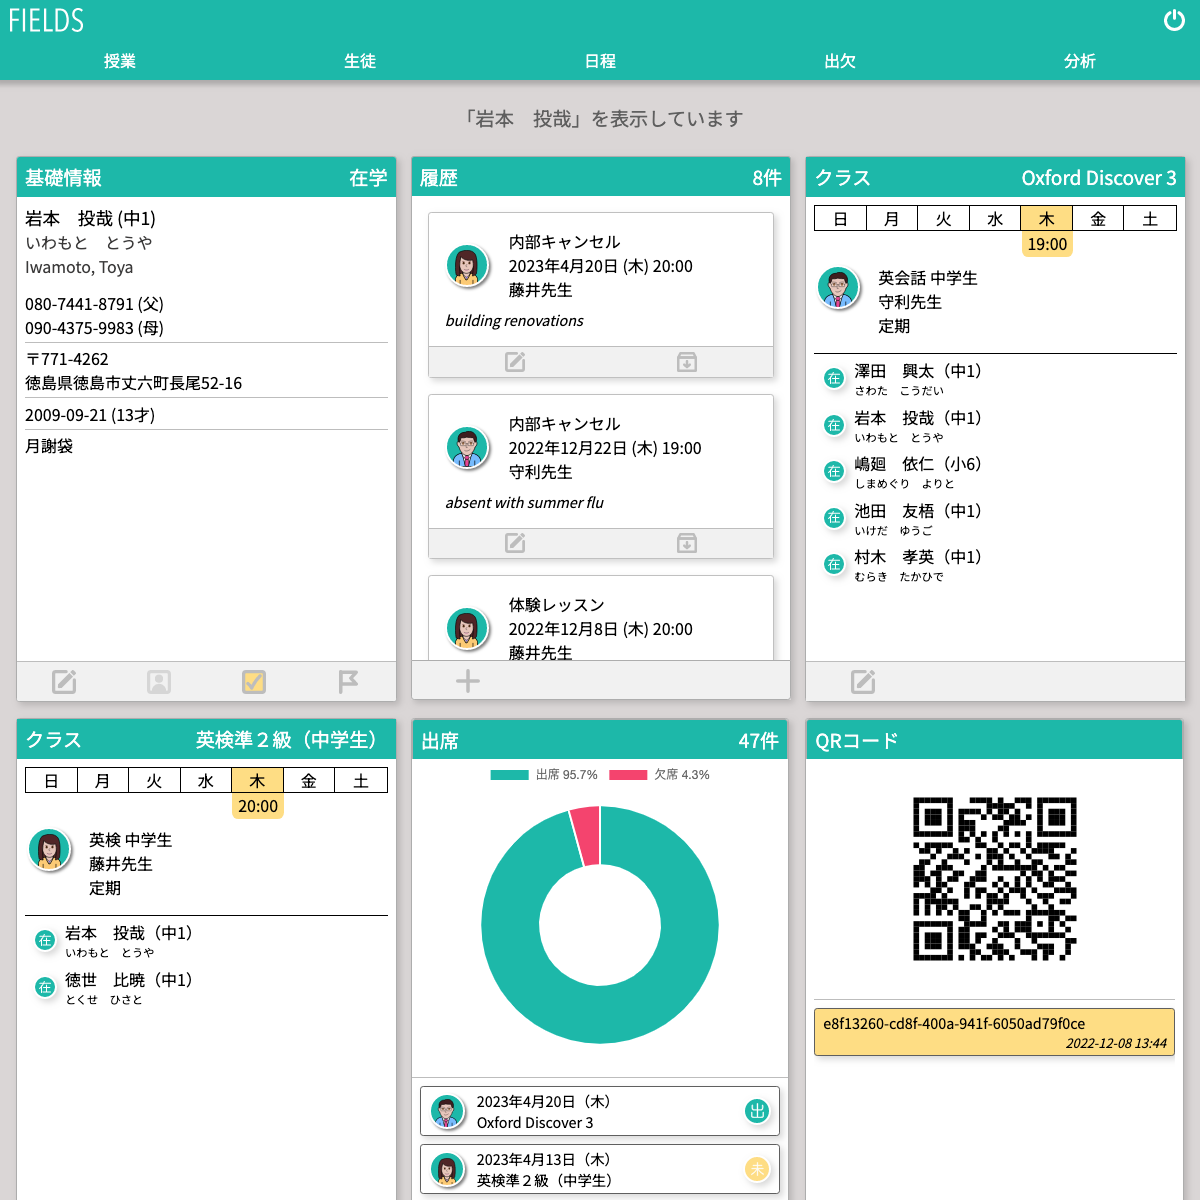 FIELDS
授業
生徒
日程
出欠
分析
「岩本　投哉」を表示しています
基礎情報
在学
岩本　投哉 (中1)
いわもと　とうや
Iwamoto, Toya
080-7441-8791 (父)
090-4375-9983 (母)
〒771-4262
徳島県徳島市丈六町長尾52-16
2009-09-21 (13才)
月謝袋
履歴
8件
内部キャンセル
2023年4月20日 (木) 20:00
藤井先生
building renovations
内部キャンセル
2022年12月22日 (木) 19:00
守利先生
absent with summer flu
体験レッスン
2022年12月8日 (木) 20:00
藤井先生
クラス
Oxford Discover 3
日 月 火 水 木 金 土
19:00
英会話 中学生
守利先生
定期
在
澤田　興太（中1）
さわた　こうだい
在
岩本　投哉（中1）
いわもと　とうや
在
嶋廻　依仁（小6）
しまめぐり　よりと
在
池田　友梧（中1）
いけだ　ゆうご
在
村木　孝英（中1）
むらき　たかひで
クラス
英検準２級（中学生）
日 月 火 水 木 金 土
20:00
英検 中学生
藤井先生
定期
在
岩本　投哉（中1）
いわもと　とうや
在
徳世　比暁（中1）
とくせ　ひさと
出席
47件
出席 95.7%
欠席 4.3%
2023年4月20日（木）
Oxford Discover 3
出
2023年4月13日（木）
英検準２級（中学生）
未
QRコード
e8f13260-cd8f-400a-941f-6050ad79f0ce
2022-12-08 13:44